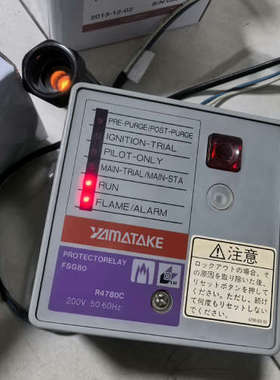 2013-12-02
PRE-PURGE/POST-PURGE
IGNITION-TRIAL
PILOT-ONLY
MAIN-TRIAL/MAIN-STA
RUN
FLAME/ALARM
YAMATAKE
PROTECTORELAY
FSG80
R4780C
200V 50-60Hz
注意
ロックアウトの場合、そ
の原因を取り除いた後、
リセットボタンを押して
ください。ただし、続け
て何度もリセットしない
でください。